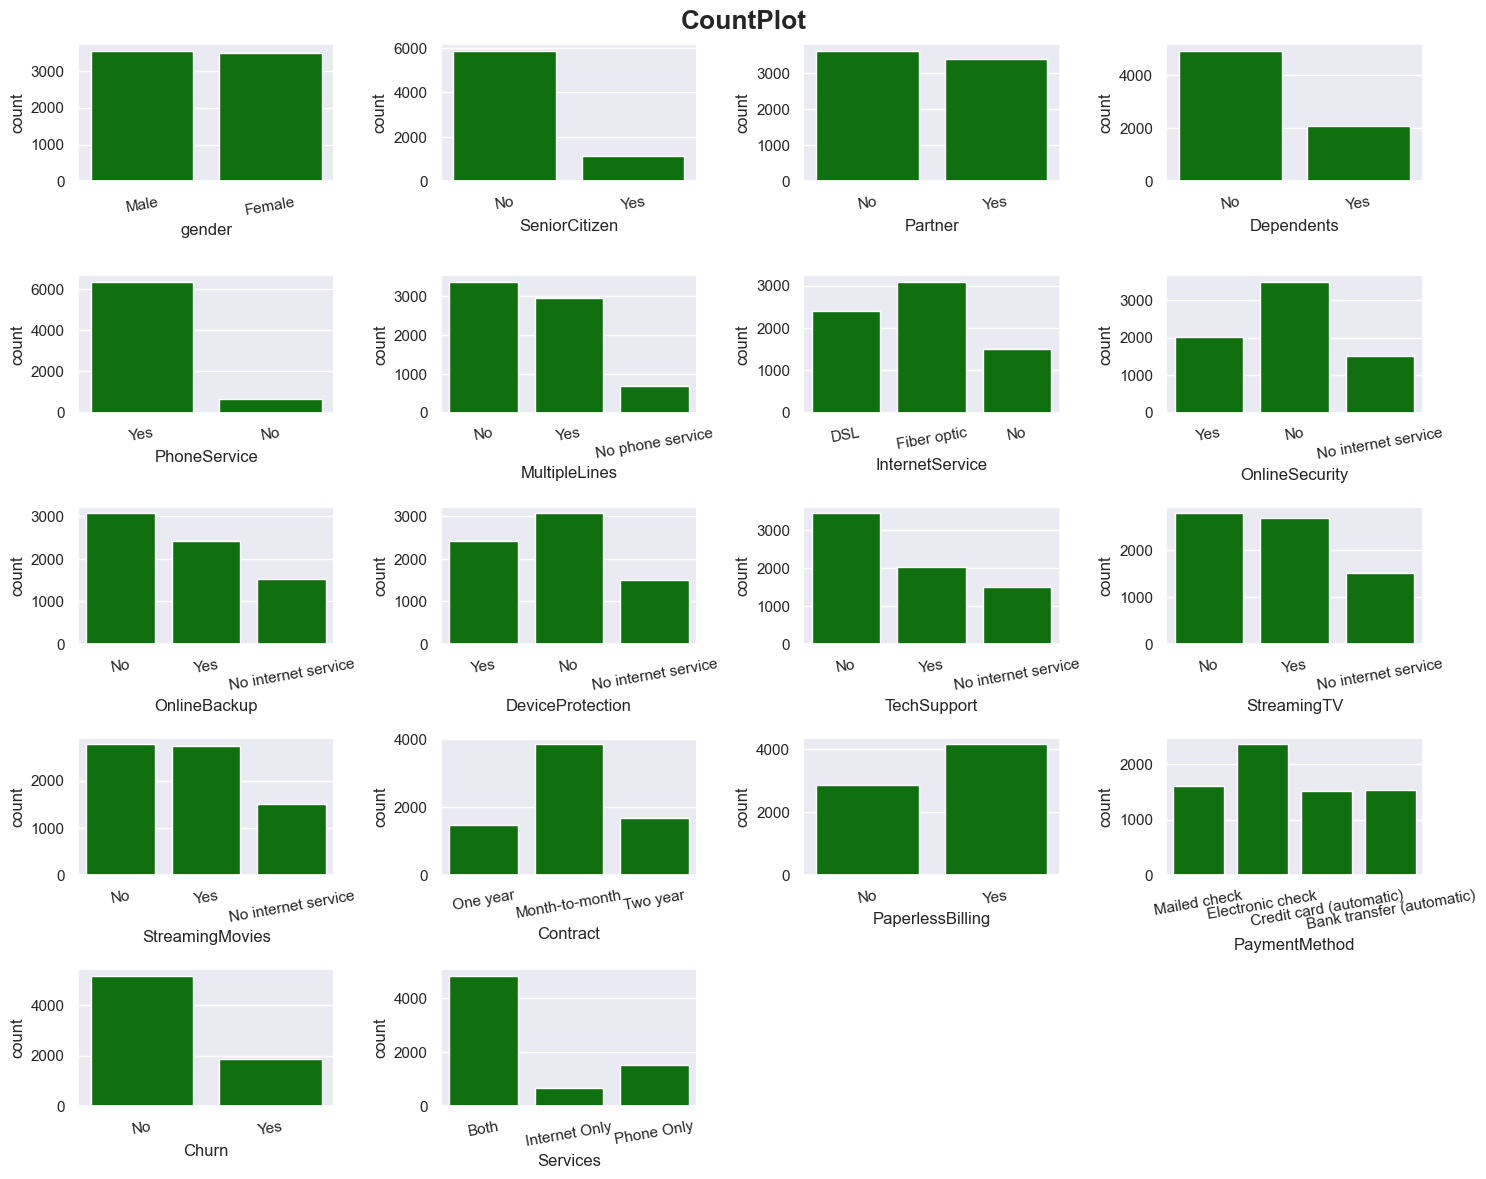 CountPlot
count
3000
2000
1000
0
Male
Female
gender
count
6000
4000
2000
0
No
Yes
SeniorCitizen
count
3000
2000
1000
0
No
Yes
Partner
count
4000
2000
0
No
Yes
Dependents
count
6000
4000
2000
0
Yes
No
PhoneService
count
3000
2000
1000
0
No
Yes
No phone service
MultipleLines
count
3000
2000
1000
0
DSL
Fiber optic
No
InternetService
count
3000
2000
1000
0
Yes
No
No internet service
OnlineSecurity
count
3000
2000
1000
0
No
Yes
No internet service
OnlineBackup
count
3000
2000
1000
0
Yes
No
No internet service
DeviceProtection
count
3000
2000
1000
0
No
Yes
No internet service
TechSupport
count
2000
1000
0
No
Yes
No internet service
StreamingTV
count
2000
1000
0
No
Yes
No internet service
StreamingMovies
count
4000
2000
0
One year
Month-to-month
Two year
Contract
count
4000
2000
0
No
Yes
PaperlessBilling
count
2000
1000
0
Mailed check
Electronic check
Credit card (automatic)
Bank transfer (automatic)
PaymentMethod
count
4000
2000
0
No
Yes
Churn
count
4000
2000
0
Both
Internet Only
Phone Only
Services